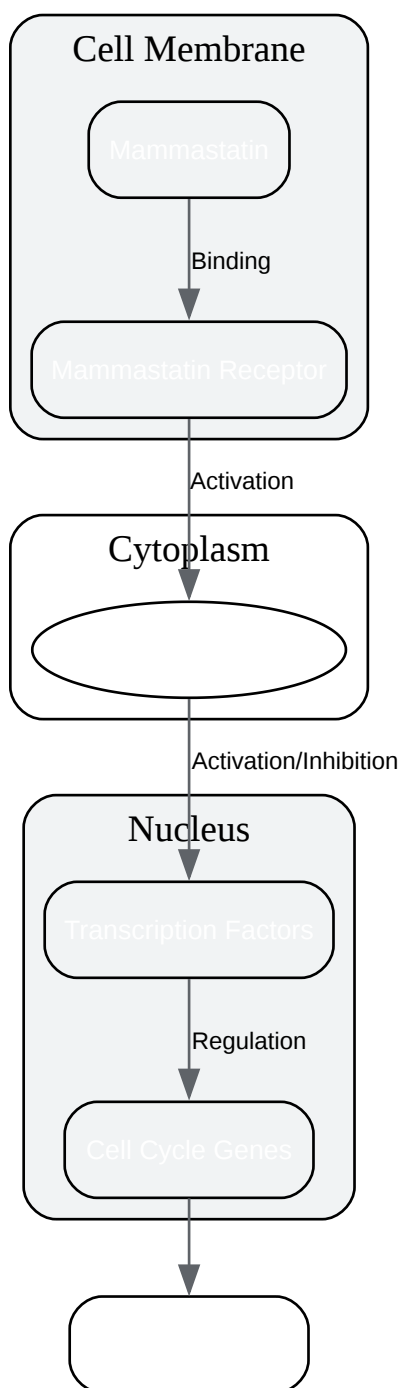 Cell Membrane
Mammastatin
Binding
Mammastatin Receptor
Activation
Cytoplasm
Activation/Inhibition
Nucleus
Transcription Factors
Regulation
Cell Cycle Genes